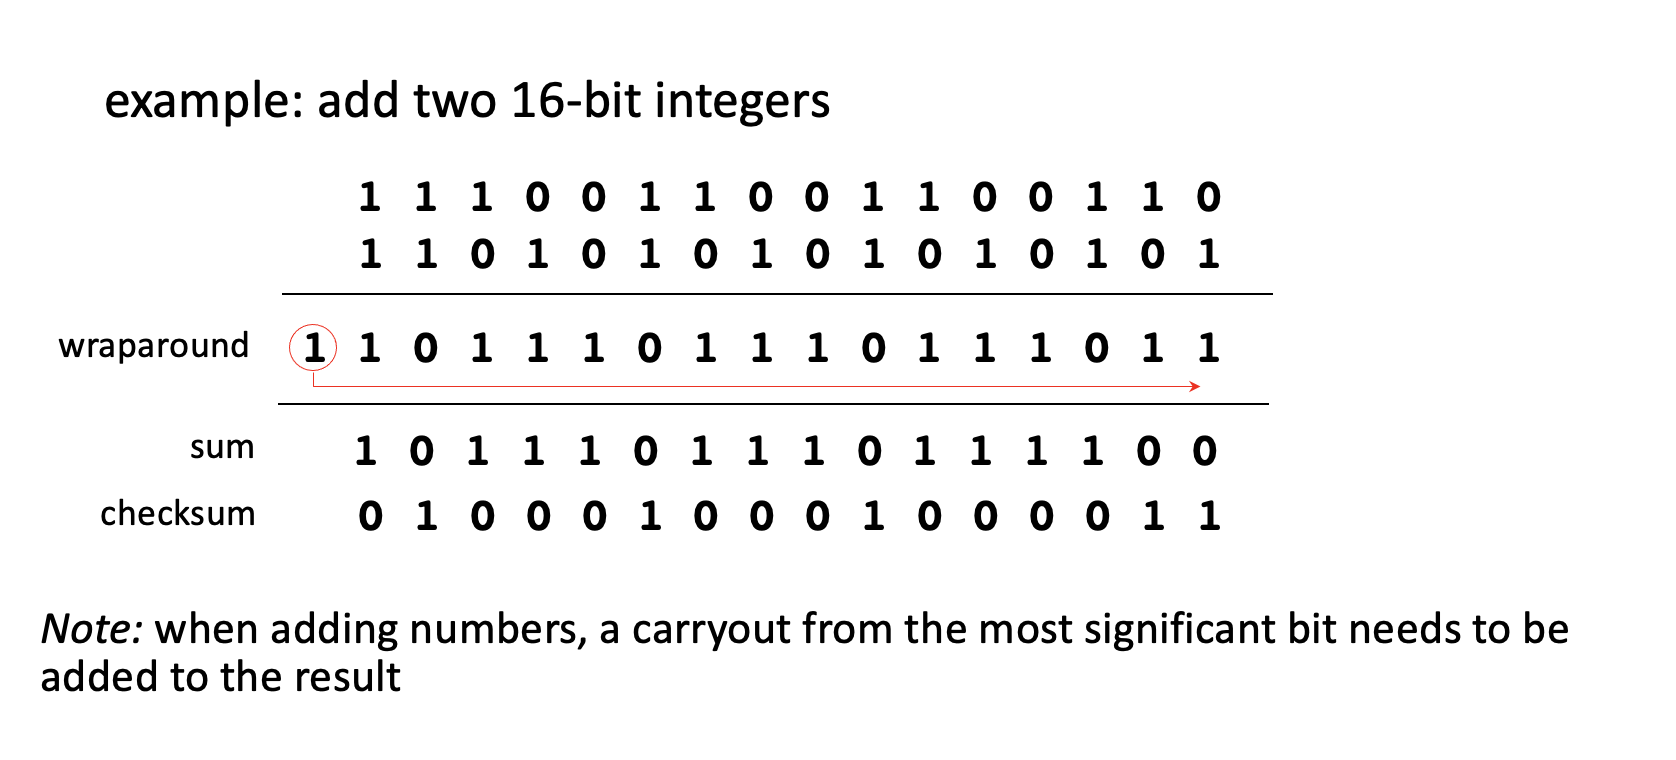 example: add two 16-bit integers
1 1 1 0 0 1 1 0 0 1 1 0 0 1 1 0
1 1 0 1 0 1 0 1 0 1 0 1 0 1 0 1
wraparound 1 1 0 1 1 1 0 1 1 1 0 1 1 1 0 1 1
sum 1 0 1 1 1 0 1 1 1 0 1 1 1 1 0 0
checksum 0 1 0 0 0 1 0 0 0 1 0 0 0 0 1 1
Note: when adding numbers, a carryout from the most significant bit needs to be
added to the result